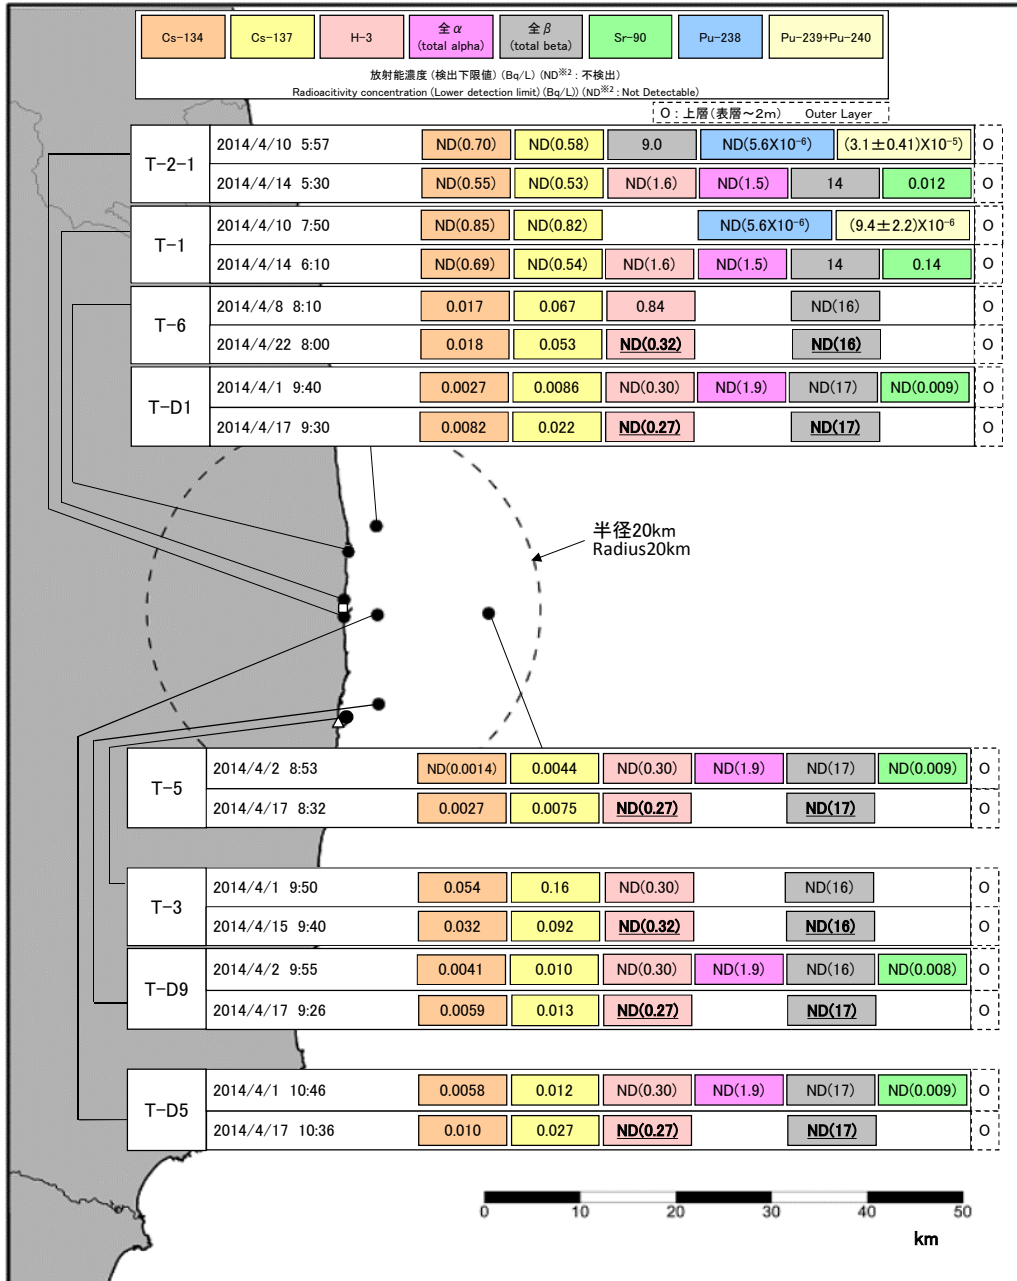 Cs-134 Cs-137 H-3 全α (total alpha) 全β (total beta) Sr-90 Pu-238 Pu-239+Pu-240
放射能濃度(検出下限値)(Bq/L) (ND※2:不検出)
Radioacitivity concentration (Lower detection limit) (Bq/L)) (ND※2: Not Detectable)
O:上層(表層～2m) Outer Layer
T-2-1
2014/4/10 5:57 ND(0.70) ND(0.58) 9.0 ND(5.6X10-6) (3.1±0.41)X10-5) O
2014/4/14 5:30 ND(0.55) ND(0.53) ND(1.6) ND(1.5) 14 0.012 O
T-1
2014/4/10 7:50 ND(0.85) ND(0.82) ND(5.6X10-6) (9.4±2.2)X10-6 O
2014/4/14 6:10 ND(0.69) ND(0.54) ND(1.6) ND(1.5) 14 0.14 O
T-6
2014/4/8 8:10 0.017 0.067 0.84 ND(16) O
2014/4/22 8:00 0.018 0.053 ND(0.32) ND(16) O
T-D1
2014/4/1 9:40 0.0027 0.0086 ND(0.30) ND(1.9) ND(17) ND(0.009) O
2014/4/17 9:30 0.0082 0.022 ND(0.27) ND(17) O
半径20km
Radius20km
T-5
2014/4/2 8:53 ND(0.0014) 0.0044 ND(0.30) ND(1.9) ND(17) ND(0.009) O
2014/4/17 8:32 0.0027 0.0075 ND(0.27) ND(17) O
T-3
2014/4/1 9:50 0.054 0.16 ND(0.30) ND(16) O
2014/4/15 9:40 0.032 0.092 ND(0.32) ND(16) O
T-D9
2014/4/2 9:55 0.0041 0.010 ND(0.30) ND(1.9) ND(16) ND(0.008) O
2014/4/17 9:26 0.0059 0.013 ND(0.27) ND(17) O
T-D5
2014/4/1 10:46 0.0058 0.012 ND(0.30) ND(1.9) ND(17) ND(0.009) O
2014/4/17 10:36 0.010 0.027 ND(0.27) ND(17) O
0 10 20 30 40 50
km